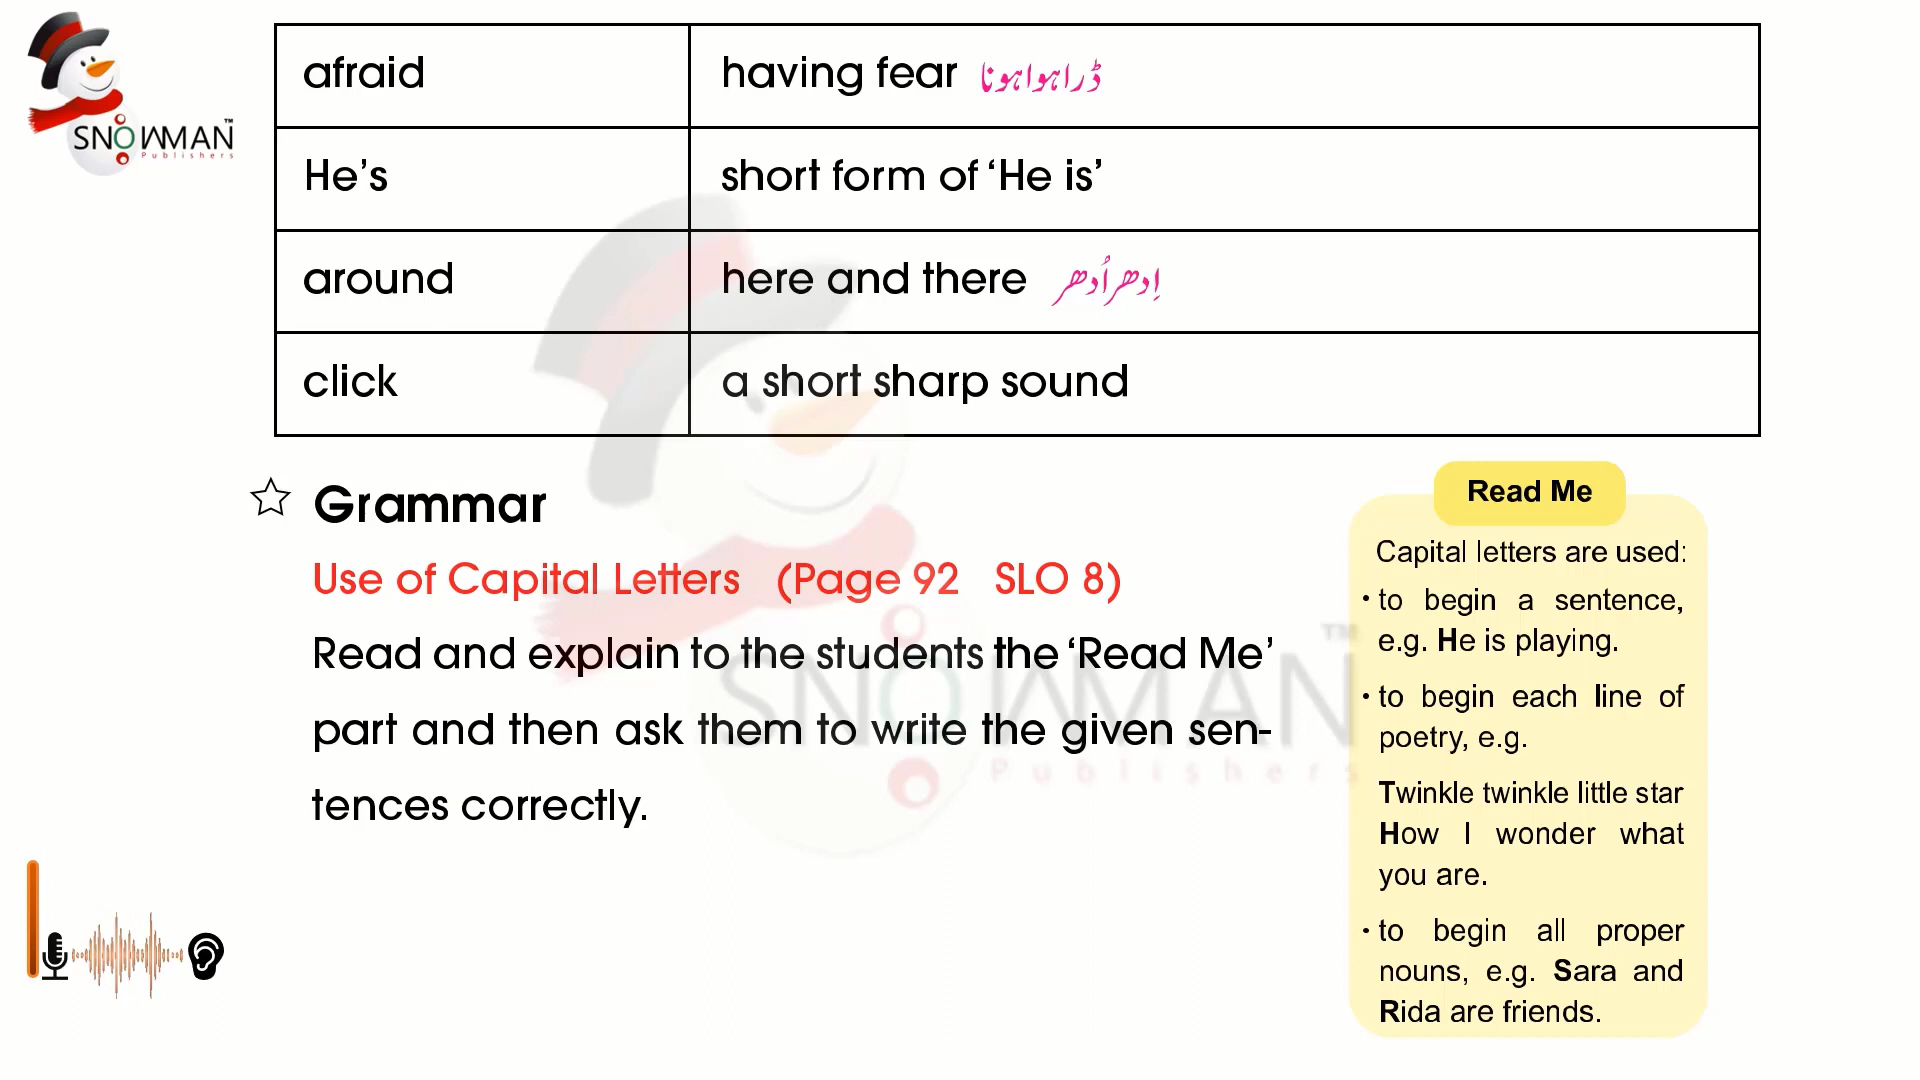 SNOWMAN™
Publishers
afraid having fear ڈرا ہوا ہونا
He’s short form of ‘He is’
around here and there اِدھر اُدھر
click a short sharp sound
Grammar
Use of Capital Letters (Page 92 SLO 8)
Read and explain to the students the ‘Read Me’
part and then ask them to write the given sen-
tences correctly.
Read Me
Capital letters are used:
• to begin a sentence,
e.g. He is playing.
• to begin each line of
poetry, e.g.
Twinkle twinkle little star
How I wonder what
you are.
• to begin all proper
nouns, e.g. Sara and
Rida are friends.
SNOWMAN™
Publishers